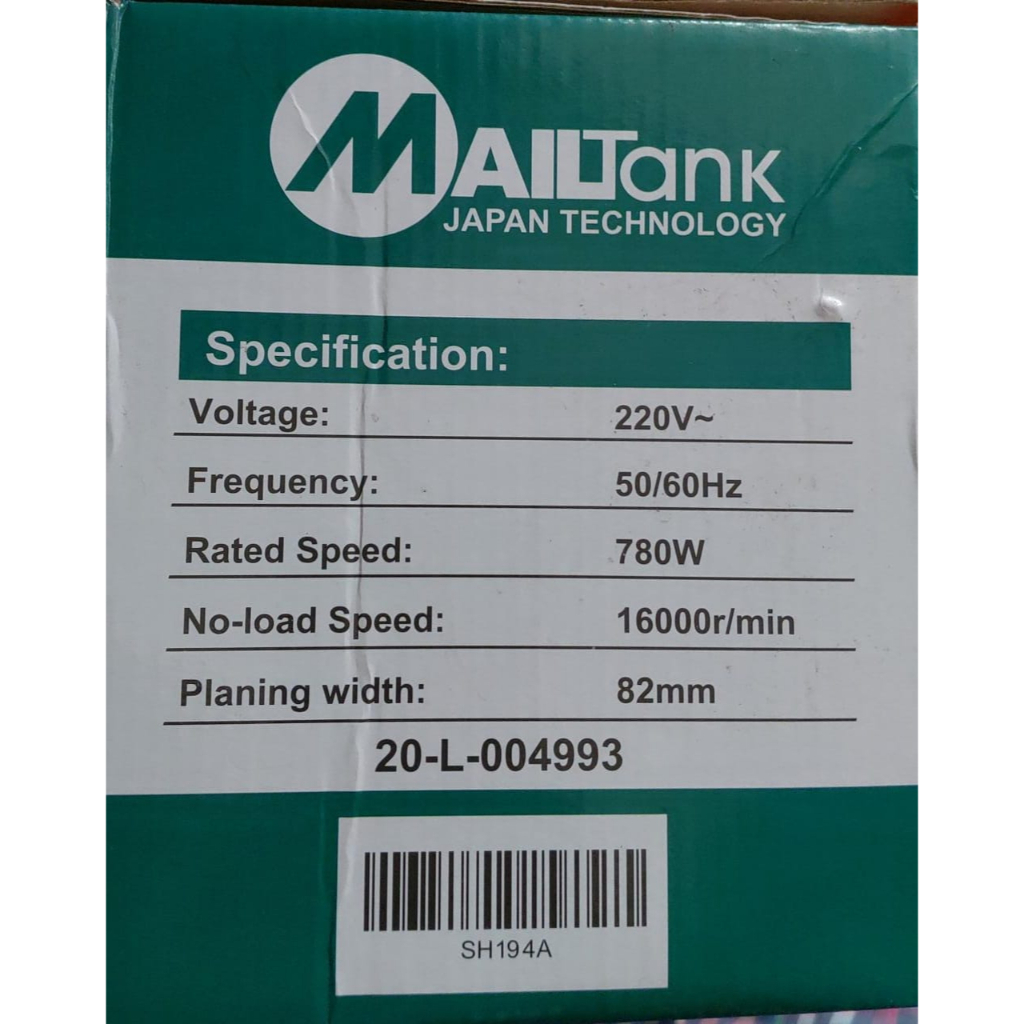 MAILTank
JAPAN TECHNOLOGY
Specification:
Voltage: 220V~
Frequency: 50/60Hz
Rated Speed: 780W
No-load Speed: 16000r/min
Planing width: 82mm
20-L-004993
SH194A